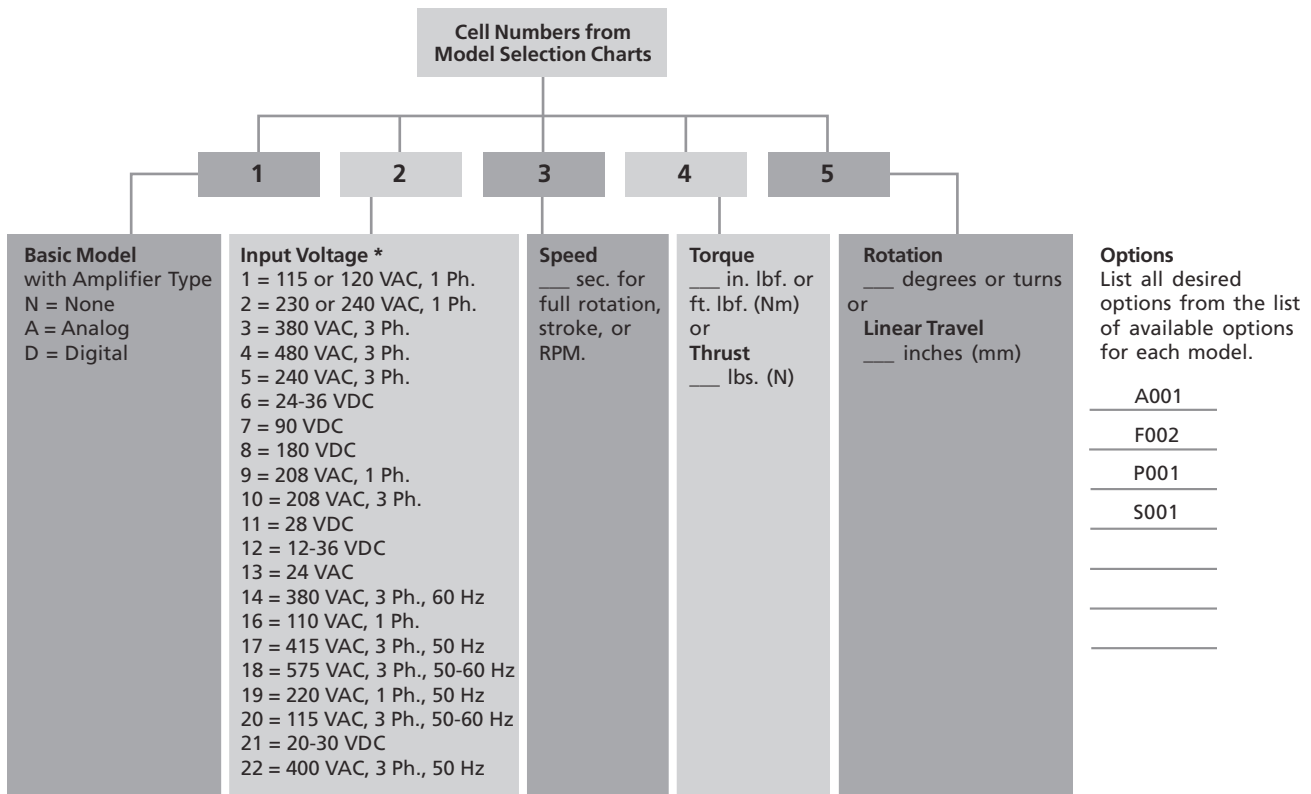 Cell Numbers from
Model Selection Charts
1
2
3
4
5
Basic Model
with Amplifier Type
N = None
A = Analog
D = Digital
Input Voltage *
1 = 115 or 120 VAC, 1 Ph.
2 = 230 or 240 VAC, 1 Ph.
3 = 380 VAC, 3 Ph.
4 = 480 VAC, 3 Ph.
5 = 240 VAC, 3 Ph.
6 = 24-36 VDC
7 = 90 VDC
8 = 180 VDC
9 = 208 VAC, 1 Ph.
10 = 208 VAC, 3 Ph.
11 = 28 VDC
12 = 12-36 VDC
13 = 24 VAC
14 = 380 VAC, 3 Ph., 60 Hz
16 = 110 VAC, 1 Ph.
17 = 415 VAC, 3 Ph., 50 Hz
18 = 575 VAC, 3 Ph., 50-60 Hz
19 = 220 VAC, 1 Ph., 50 Hz
20 = 115 VAC, 3 Ph., 50-60 Hz
21 = 20-30 VDC
22 = 400 VAC, 3 Ph., 50 Hz
Speed
___ sec. for
full rotation,
stroke, or
RPM.
Torque
___ in. lbf. or
ft. lbf. (Nm)
or
Thrust
___ lbs. (N)
Rotation
___ degrees or turns
or
Linear Travel
___ inches (mm)
Options
List all desired
options from the list
of available options
for each model.
A001
F002
P001
S001